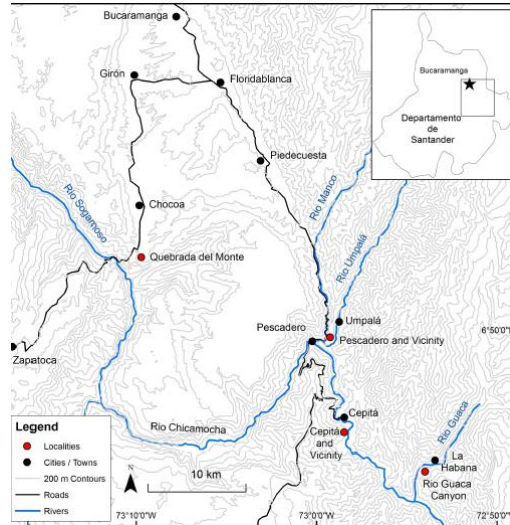 Bucaramanga
Girón
Floridablanca
Piedecuesta
Chocoa
Rio Sogamoso
Quebrada del Monte
Zapatoca
Rio Manco
Rio Umpalá
Umpalá
Pescadero
Pescadero and Vicinity
6°50'0"
Rio Chicamocha
Cepitá
Cepitá
and
Vicinity
Rio Guaca
La
Habana
Rio Guaca
Canyon
Bucaramanga
Departamento
de
Santander
Legend
Localities
Cities / Towns
200 m Contours
Roads
Rivers
N
10 km
73°10'0"W
73°0'0"W
72°50'0"W